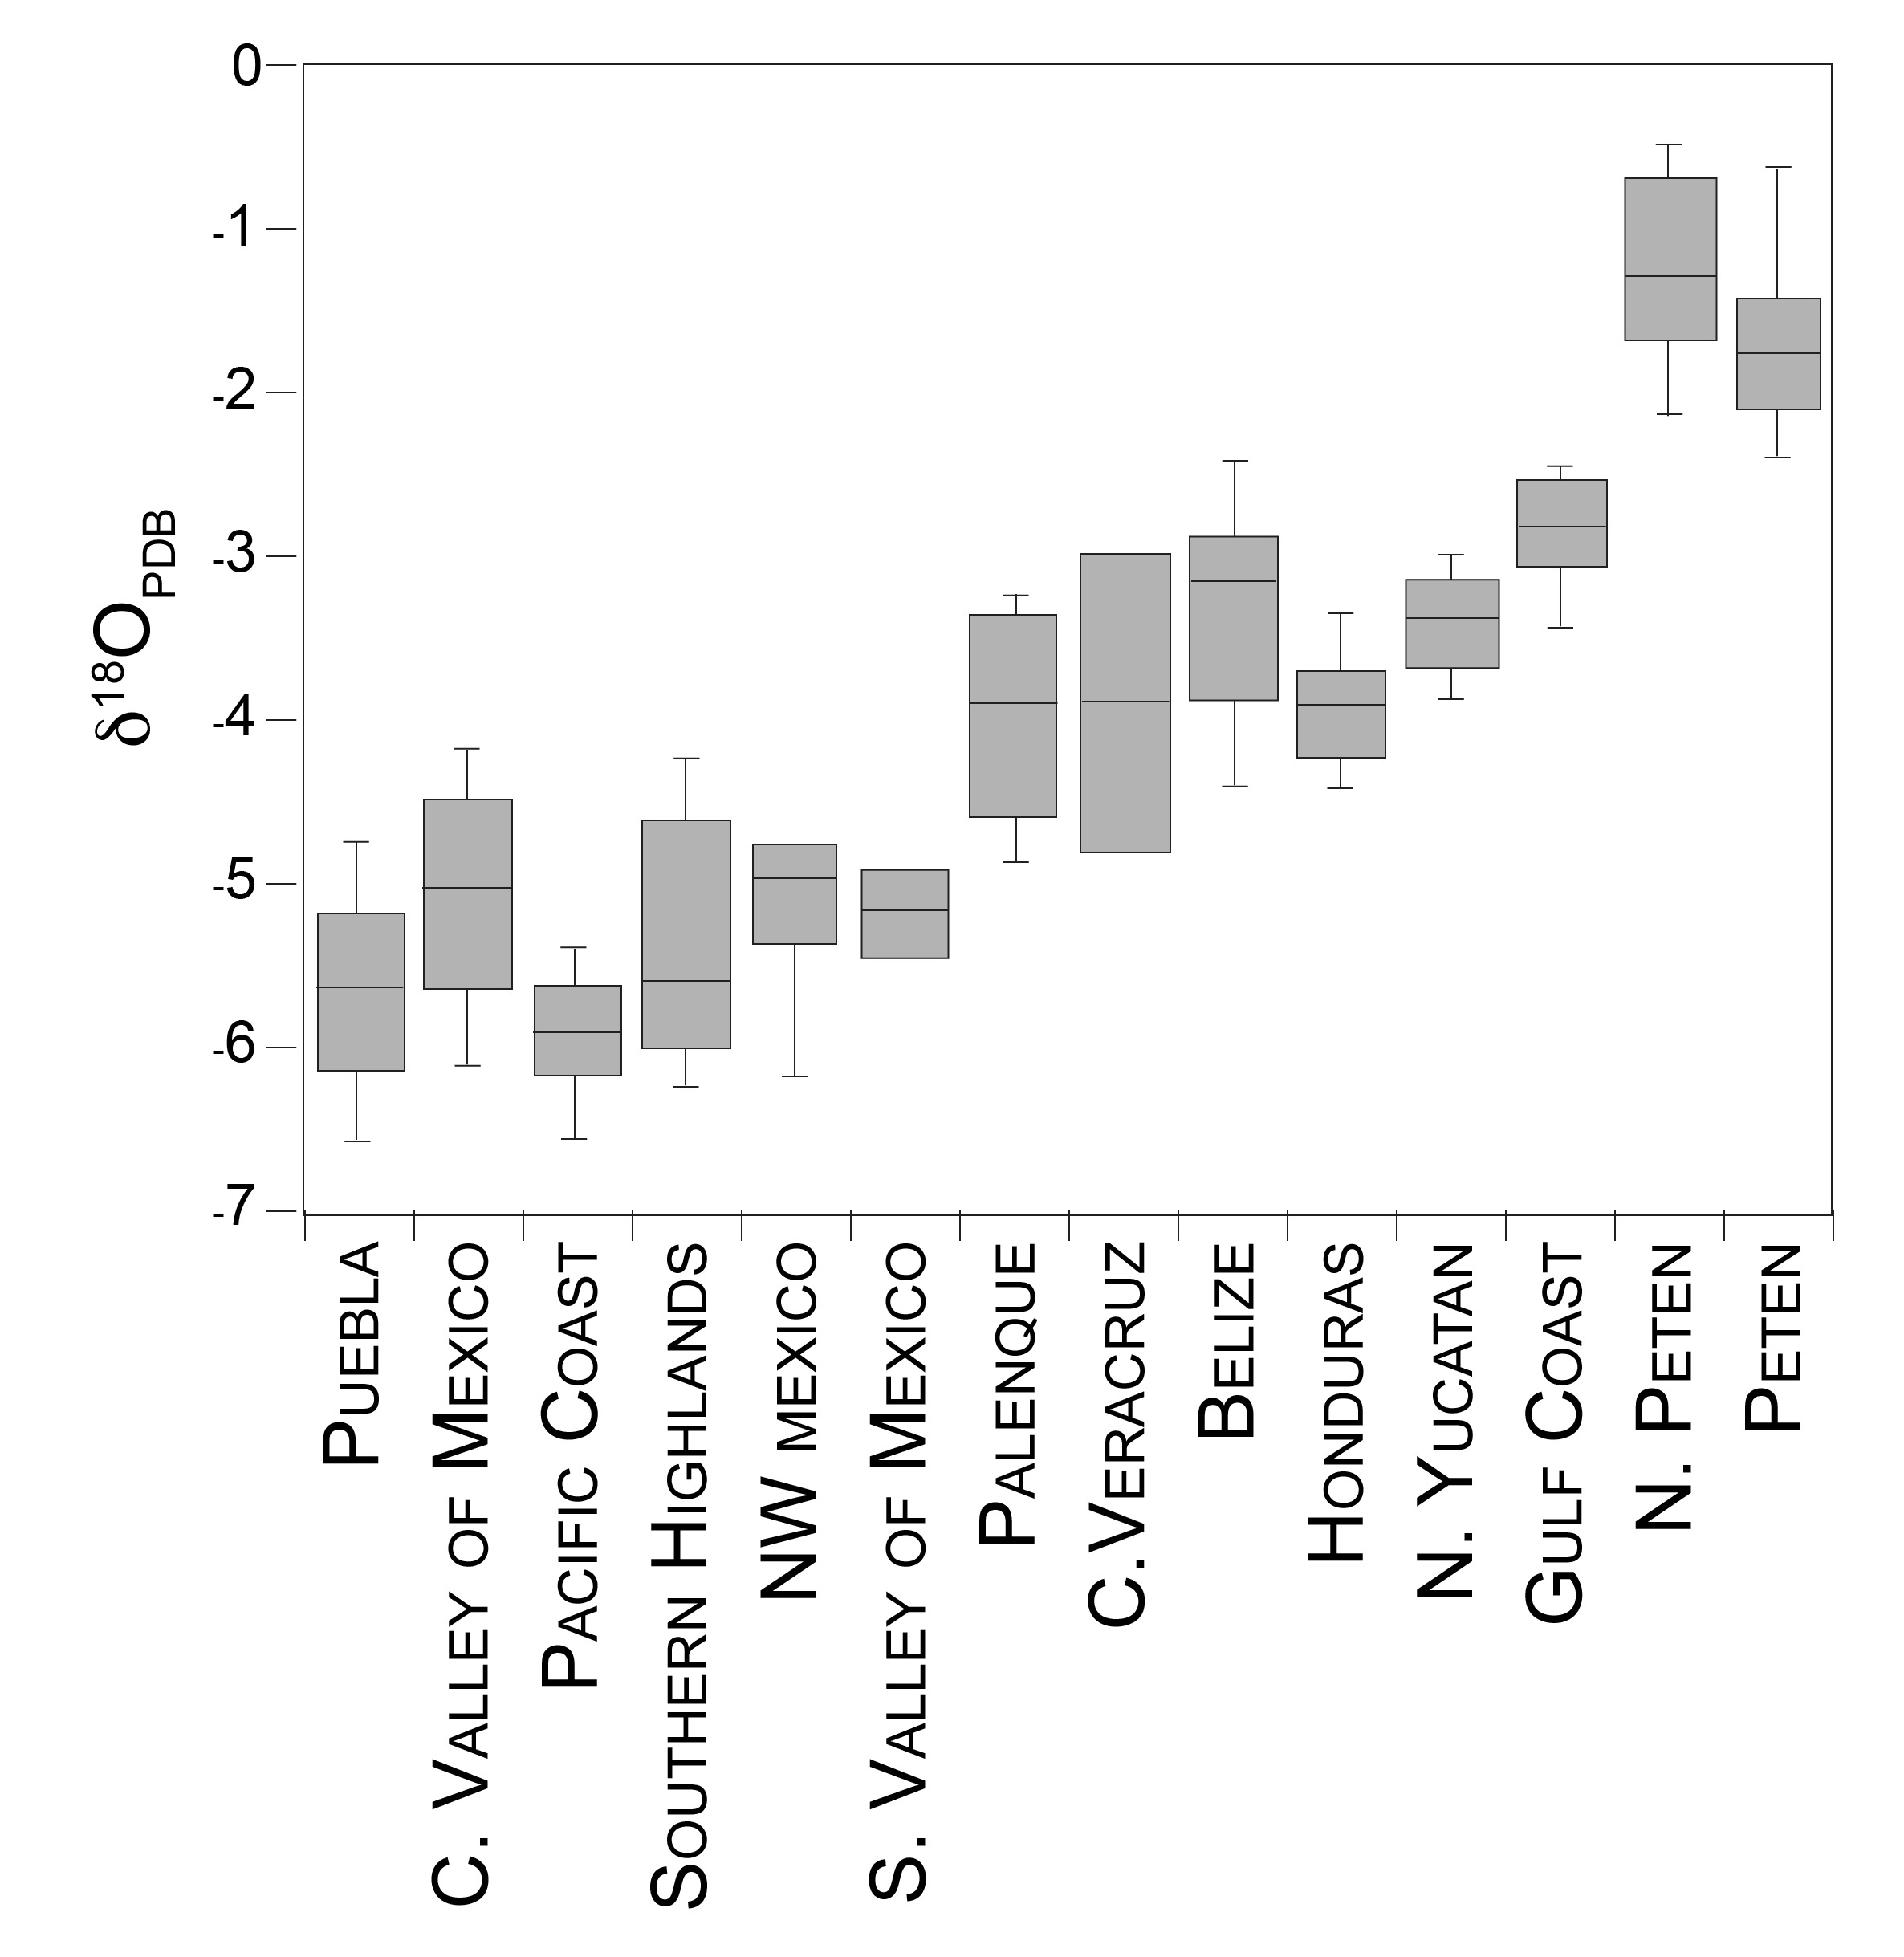 0
-1
-2
-3
-4
-5
-6
-7
δ18OPDB
PUEBLA
C. VALLEY OF MEXICO
PACIFIC COAST
SOUTHERN HIGHLANDS
NW MEXICO
S. VALLEY OF MEXICO
PALENQUE
C.VERACRUZ
BELIZE
HONDURAS
N. YUCATAN
GULF COAST
N. PETEN
PETEN